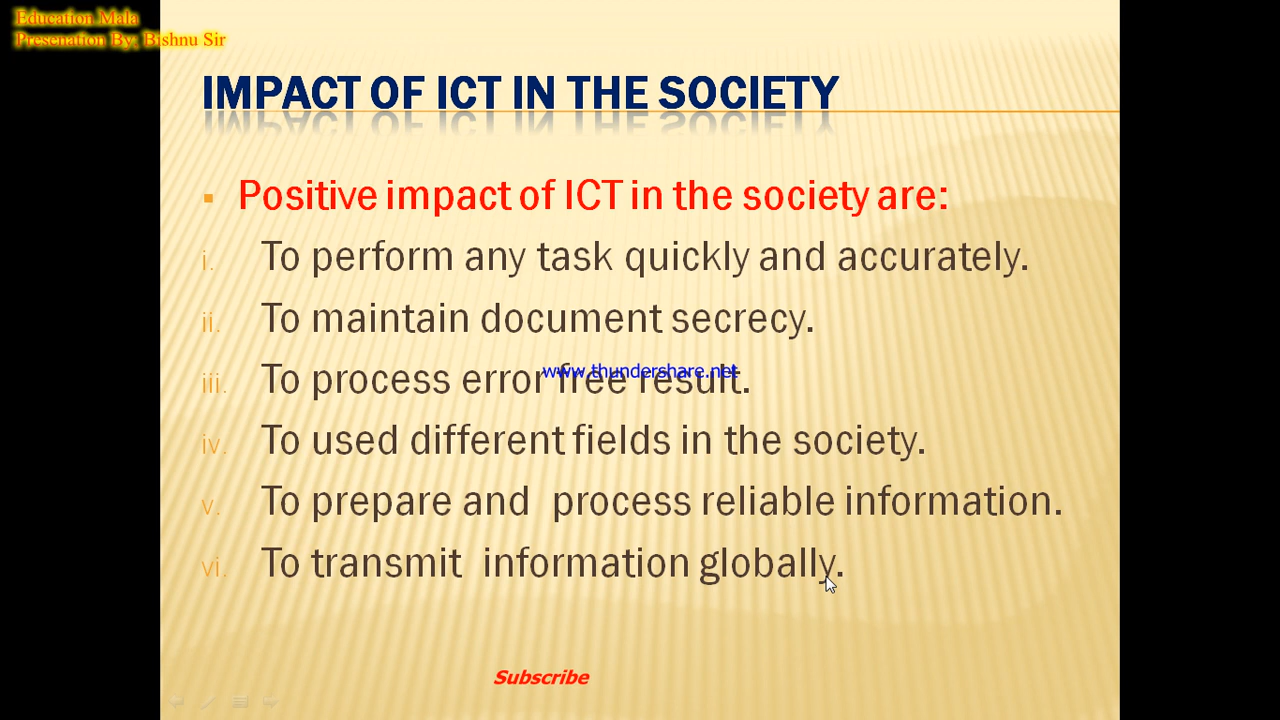 Education Mala
Presenation By: Bishnu Sir
IMPACT OF ICT IN THE SOCIETY
▪ Positive impact of ICT in the society are:
i. To perform any task quickly and accurately.
ii. To maintain document secrecy.
iii. To process error free result.
www.thundershare.net
iv. To used different fields in the society.
v. To prepare and process reliable information.
vi. To transmit information globally.
Subscribe